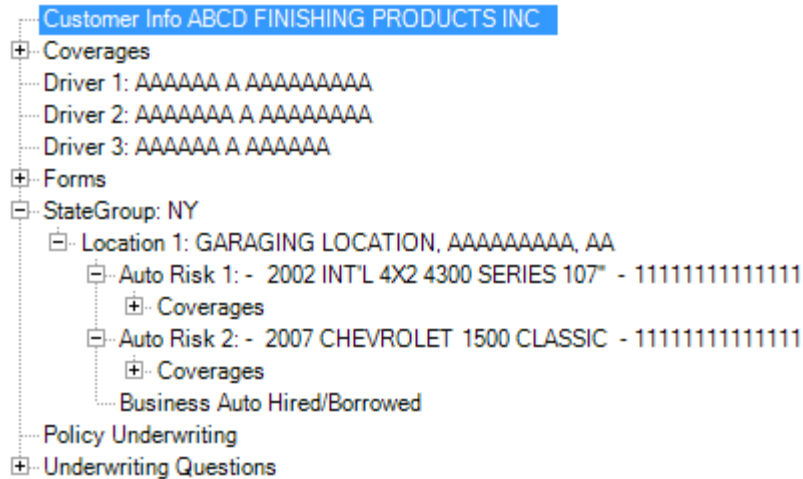 Customer Info ABCD FINISHING PRODUCTS INC
Coverages
Driver 1: AAAAAA A AAAAAAAAA
Driver 2: AAAAAAA A AAAAAAAA
Driver 3: AAAAAA A AAAAAA
Forms
StateGroup: NY
Location 1: GARAGING LOCATION, AAAAAAAAA, AA
Auto Risk 1: - 2002 INT'L 4X2 4300 SERIES 107" - 11111111111111
Coverages
Auto Risk 2: - 2007 CHEVROLET 1500 CLASSIC - 11111111111111
Coverages
Business Auto Hired/Borrowed
Policy Underwriting
Underwriting Questions